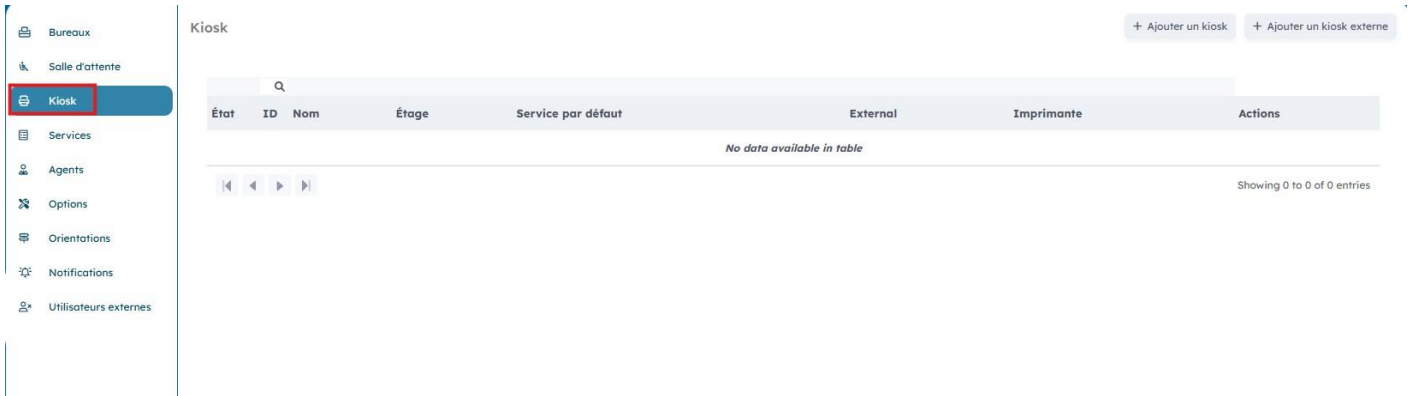 Bureaux
Salle d'attente
Kiosk
Services
Agents
Options
Orientations
Notifications
Utilisateurs externes
Kiosk
+ Ajouter un kiosk
+ Ajouter un kiosk externe
État ID Nom Étage Service par défaut External Imprimante Actions
No data available in table
Showing 0 to 0 of 0 entries